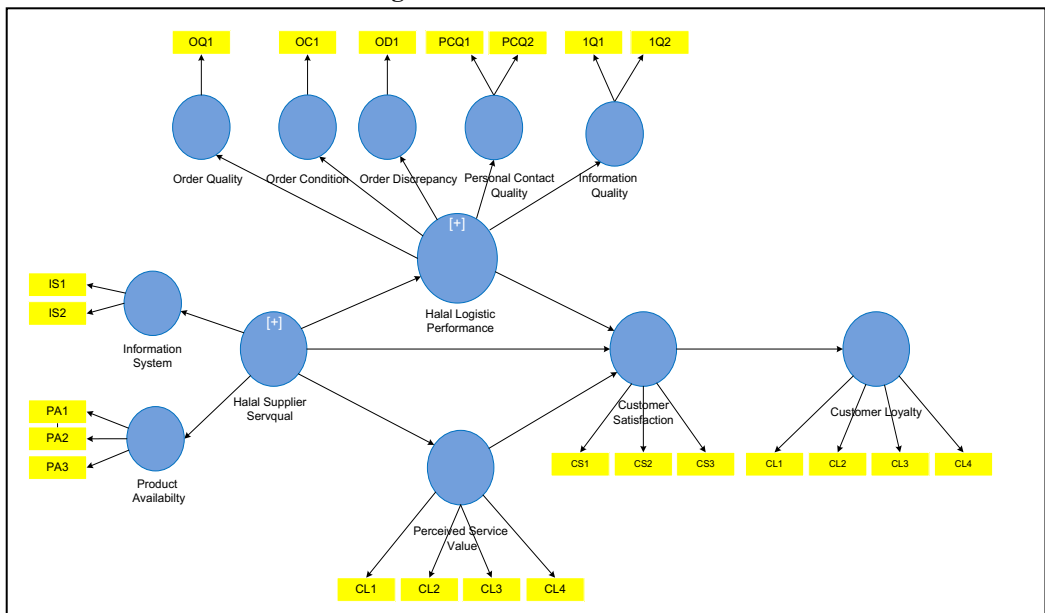 OQ1
OC1
OD1
PCQ1
PCQ2
1Q1
1Q2
Order Quality
Order Condition
Order Discrepancy
Personal Contact
Quality
Information
Quality
[+]
Halal Logistic
Performance
IS1
IS2
Information
System
[+]
Halal Supplier
Servqual
PA1
PA2
PA3
Product
Availabilty
Customer
Satisfaction
CS1
CS2
CS3
Customer Loyalty
CL1
CL2
CL3
CL4
Perceived Service
Value
CL1
CL2
CL3
CL4